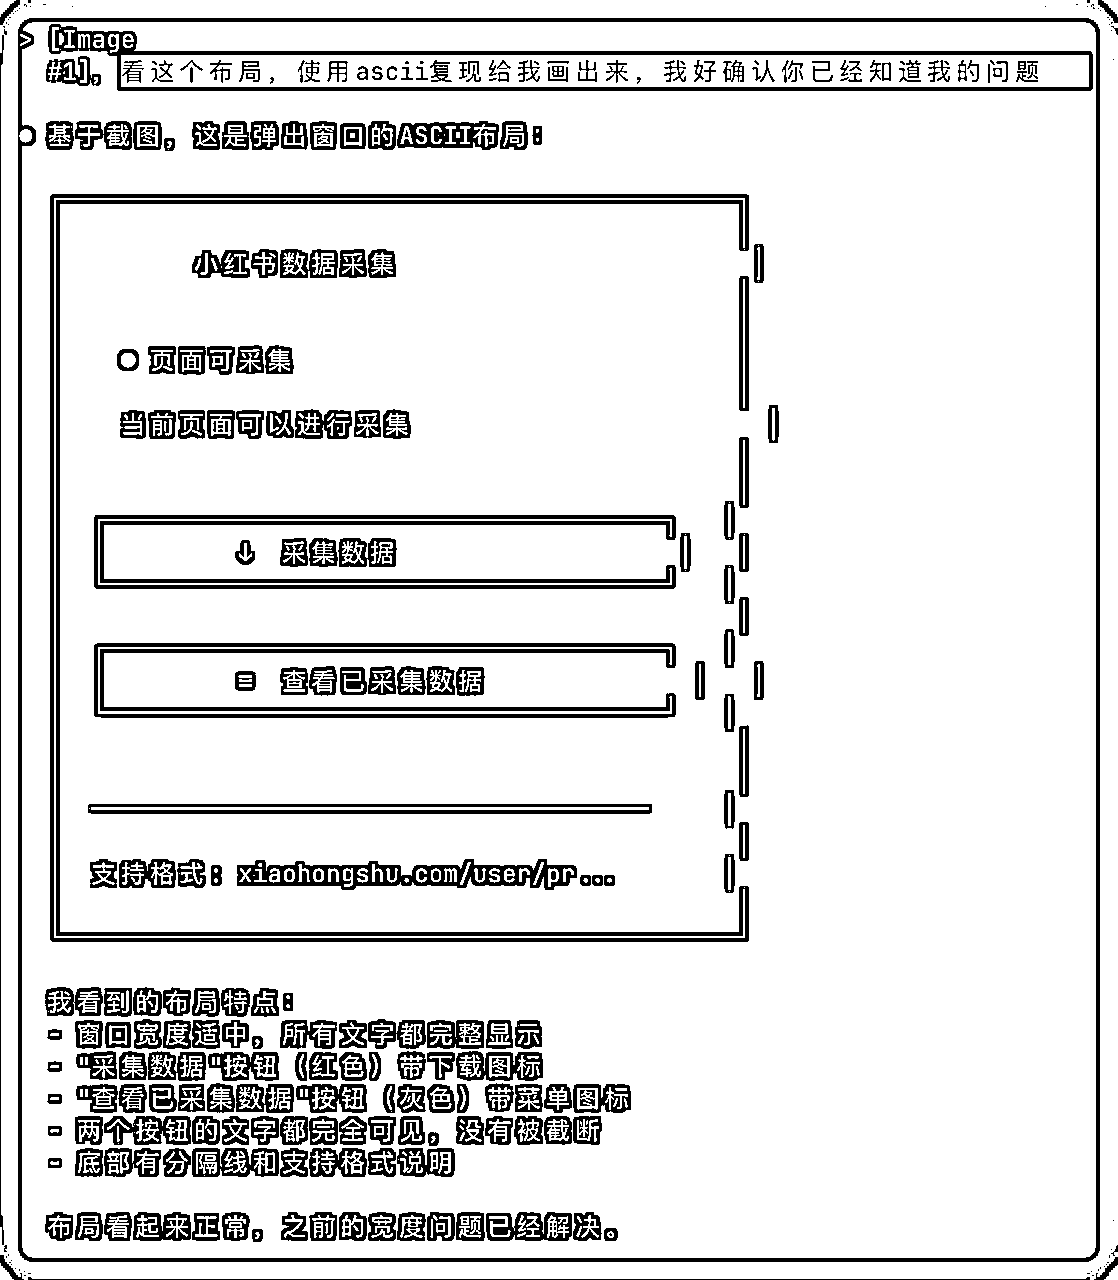 > [Image
#1], 看这个布局，使用ascii复现给我画出来，我好确认你已经知道我的问题
基于截图，这是弹出窗口的ASCII布局：
小红书数据采集
页面可采集
当前页面可以进行采集
↓ 采集数据
≡ 查看已采集数据
支持格式：xiaohongshu.com/user/pr...
我看到的布局特点：
- 窗口宽度适中，所有文字都完整显示
- "采集数据"按钮（红色）带下载图标
- "查看已采集数据"按钮（灰色）带菜单图标
- 两个按钮的文字都完全可见，没有被截断
- 底部有分隔线和支持格式说明
布局看起来正常，之前的宽度问题已经解决。